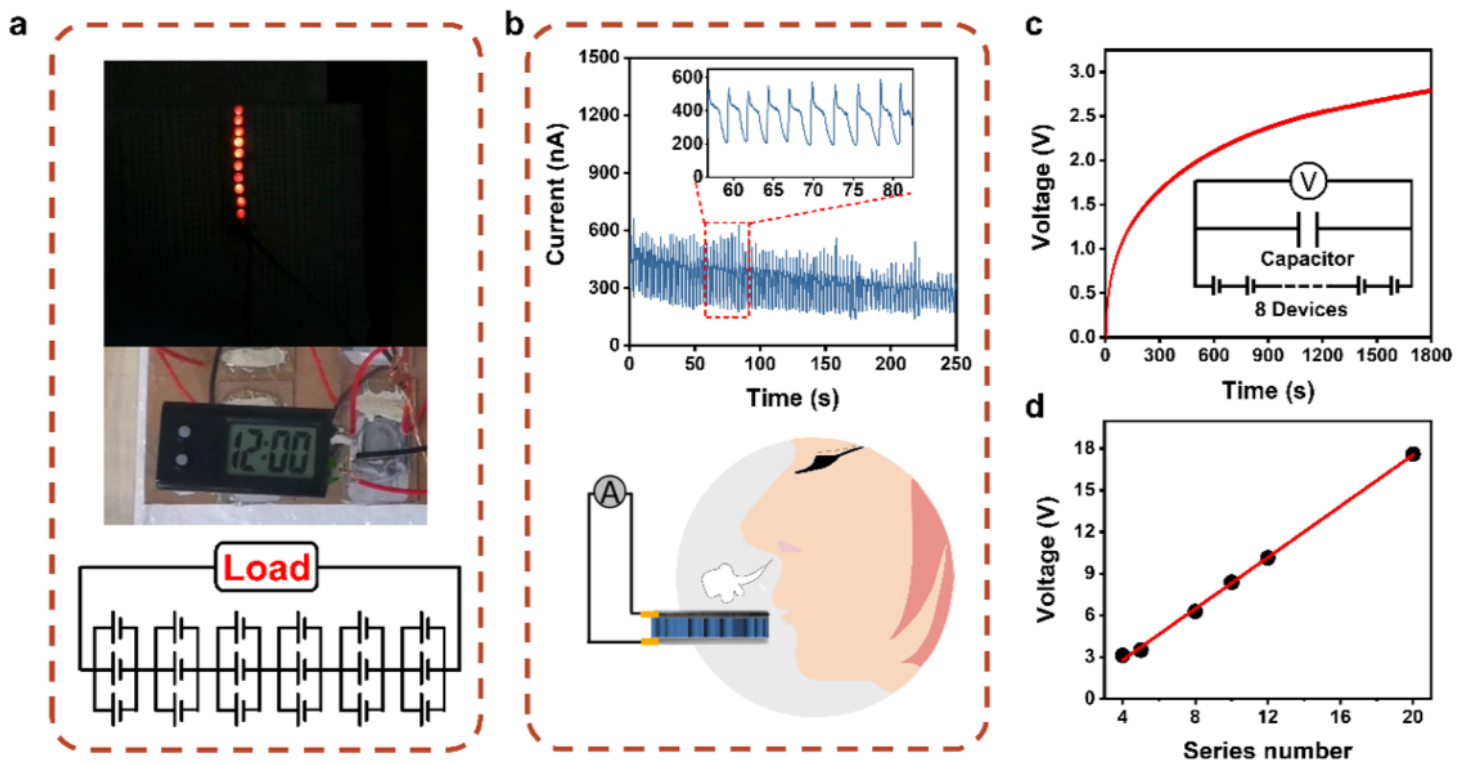 a
12:00
Load
b
Current (nA)
1500
1200
900
600
300
0
600
400
200
0
60 65 70 75 80
0 50 100 150 200 250
Time (s)
A
c
Voltage (V)
3.0
2.5
2.0
1.5
1.0
0.5
0.0
V
Capacitor
8 Devices
0 300 600 900 1200 1500 1800
Time (s)
d
Voltage (V)
18
15
12
9
6
3
0
4 8 12 16 20
Series number